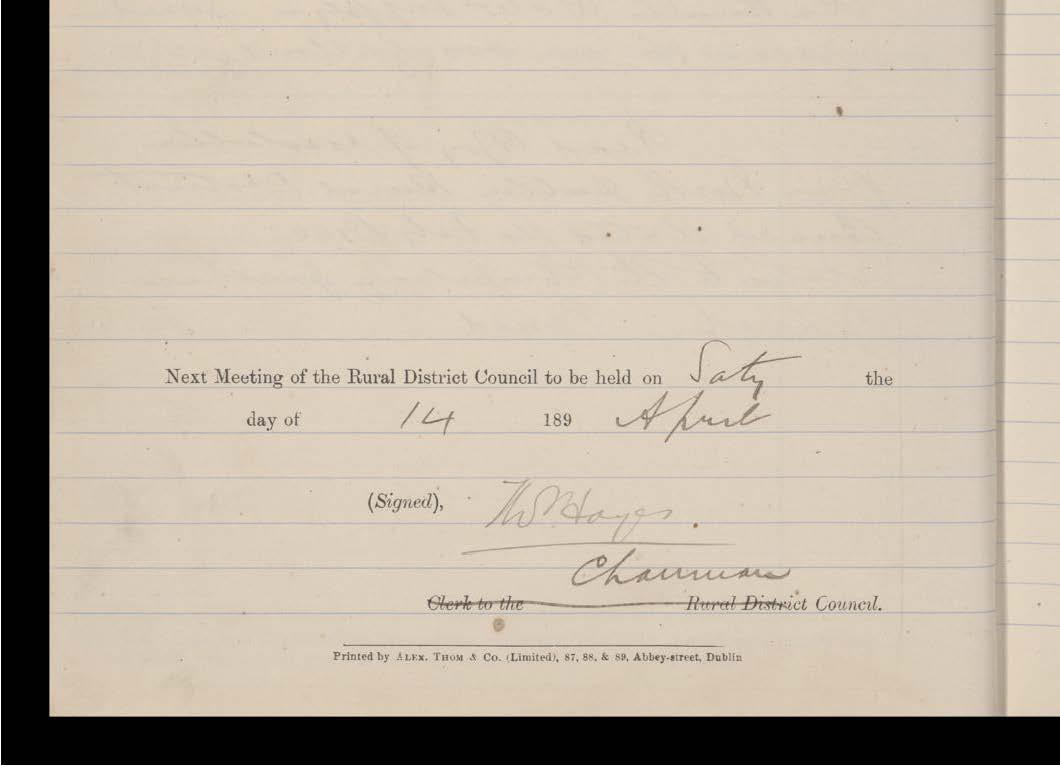 Next Meeting of the Rural District Council to be held on Saty the
day of 14 189 April
(Signed), Thos Hayes
Chairman
Clerk to the Rural District Council.
Printed by ALEX. THOM & Co. (Limited), 87, 88, & 89, Abbey-street, Dublin